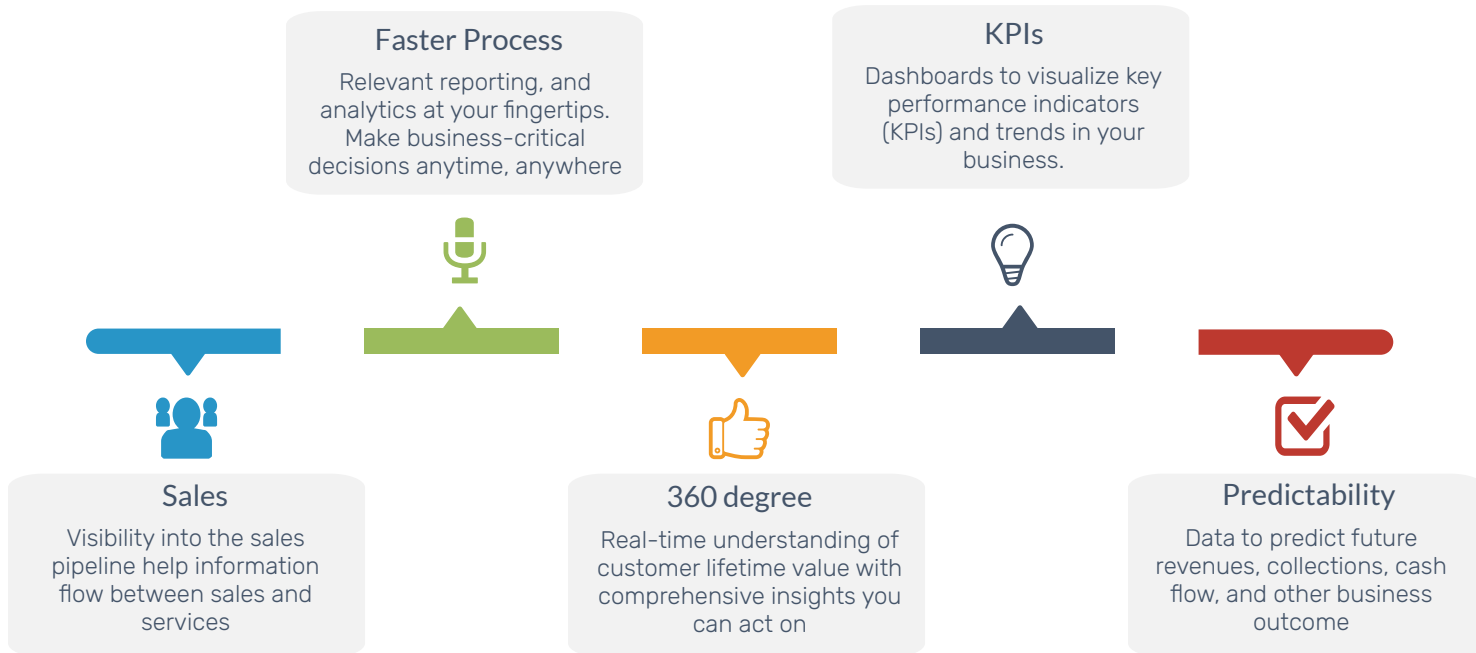 Faster Process
Relevant reporting, and
analytics at your fingertips.
Make business-critical
decisions anytime, anywhere
KPIs
Dashboards to visualize key
performance indicators
(KPIs) and trends in your
business.
Sales
Visibility into the sales
pipeline help information
flow between sales and
services
360 degree
Real-time understanding of
customer lifetime value with
comprehensive insights you
can act on
Predictability
Data to predict future
revenues, collections, cash
flow, and other business
outcome